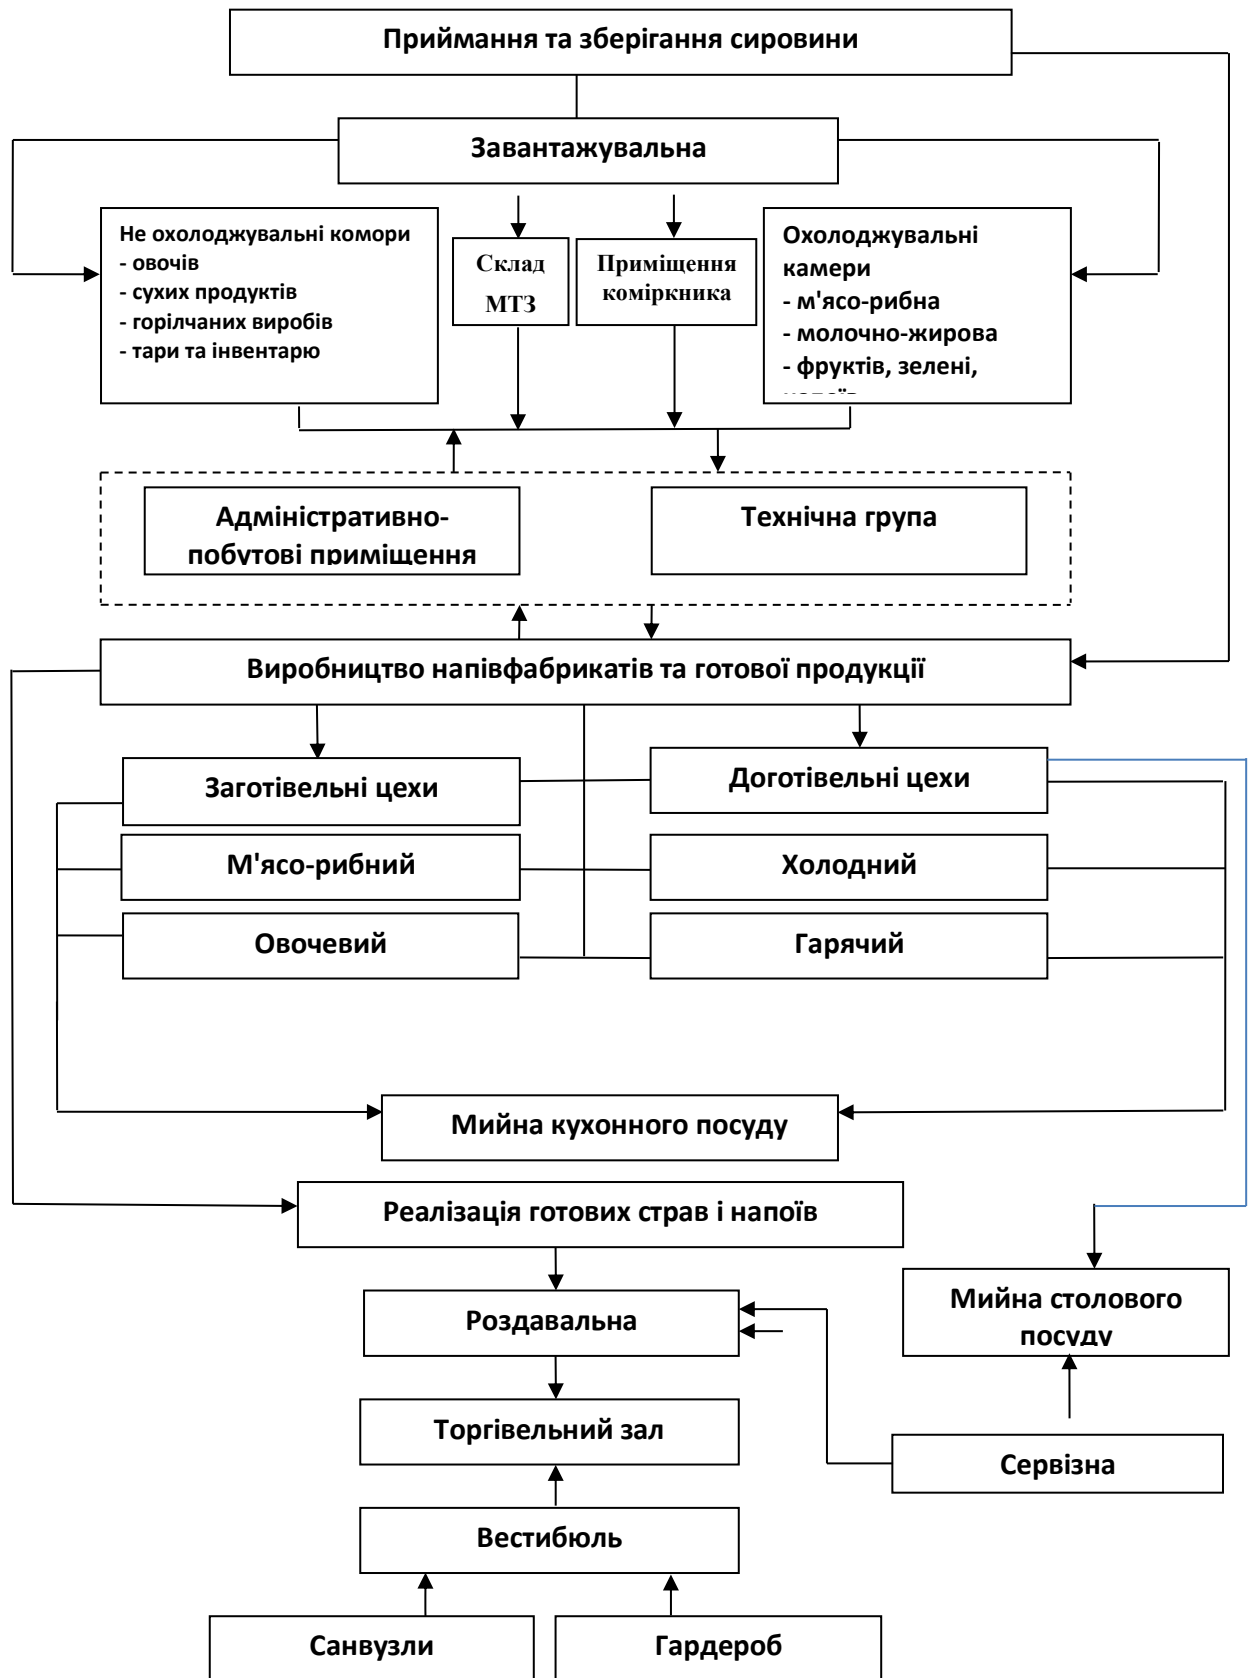 Приймання та зберігання сировини
Завантажувальна
Не охолоджувальні комори
- овочів
- сухих продуктів
- горілчаних виробів
- тари та інвентарю
Склад
МТЗ
Приміщення
коміркника
Охолоджувальні
камери
- м'ясо-рибна
- молочно-жирова
- фруктів, зелені,
Адміністративно-
побутові приміщення
Технічна група
Виробництво напівфабрикатів та готової продукції
Заготівельні цехи
Доготівельні цехи
М'ясо-рибний
Холодний
Овочевий
Гарячий
Мийна кухонного посуду
Реалізація готових страв і напоїв
Мийна столового
посуду
Роздавальна
Торгівельний зал
Сервізна
Вестибюль
Санвузли
Гардероб